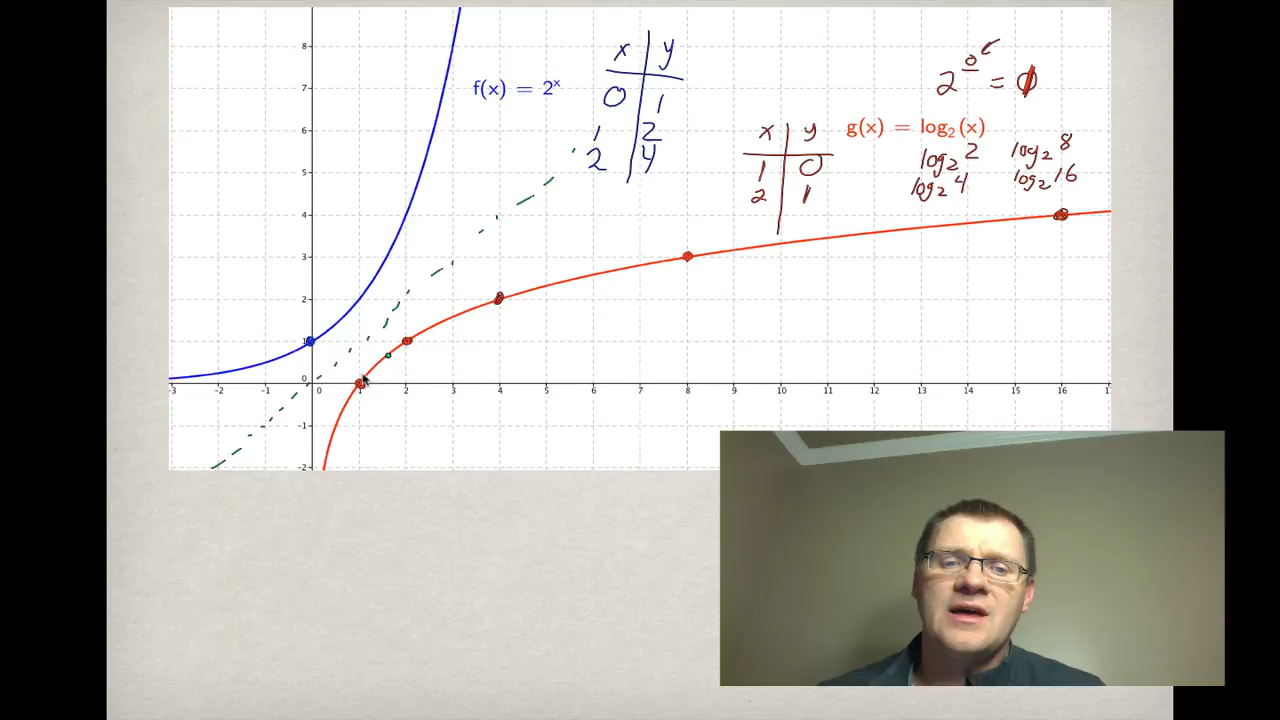 f(x) = 2ˣ
x y
0 1
1 2
2 4
2⁰ = 1
g(x) = log₂(x)
x y
1 0
2 1
log₂ 2 log₂ 8
log₂ 4 log₂ 16
8
7
6
5
4
3
2
1
0
-1
-2
-3 -2 -1 0 1 2 3 4 5 6 7 8 9 10 11 12 13 14 15 16